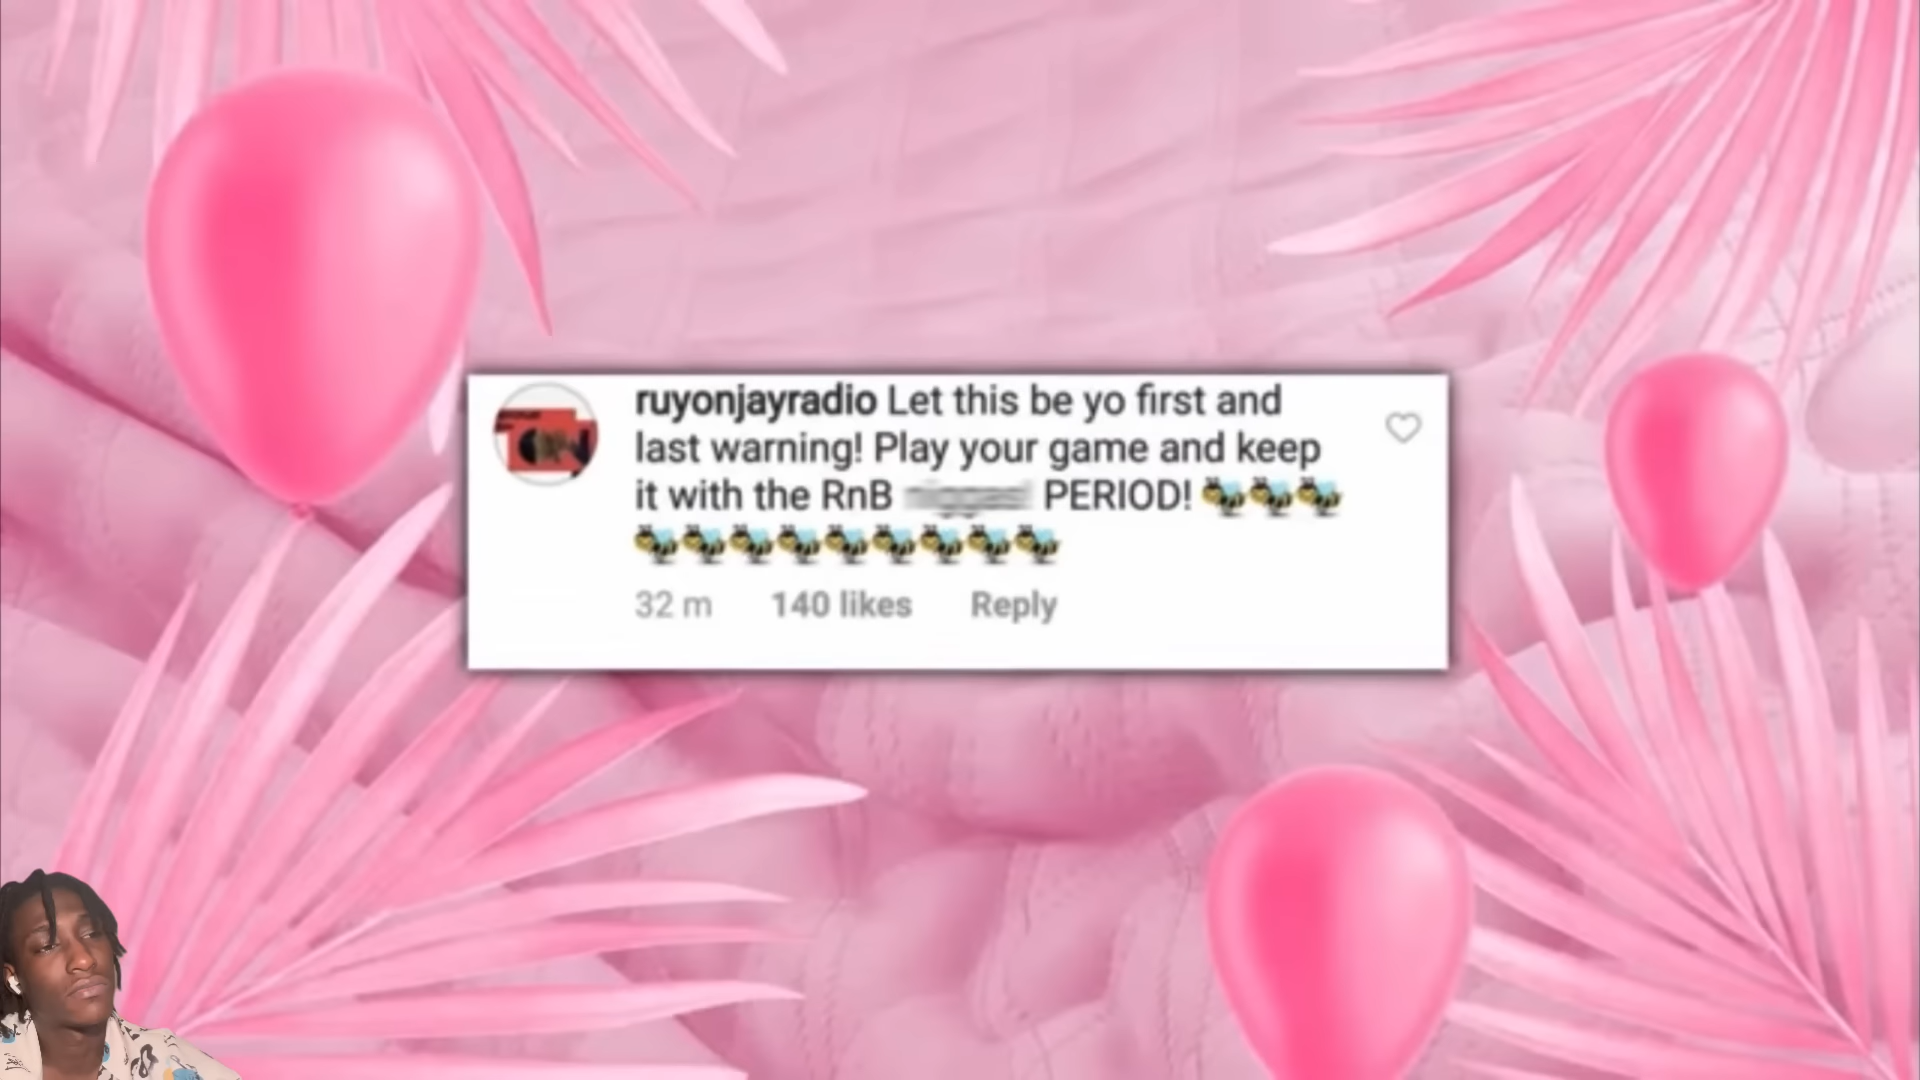 ruyonjayradio Let this be yo first and
last warning! Play your game and keep
it with the RnB PERIOD! 🐝🐝🐝
🐝🐝🐝🐝🐝🐝🐝🐝🐝
32 m 140 likes Reply